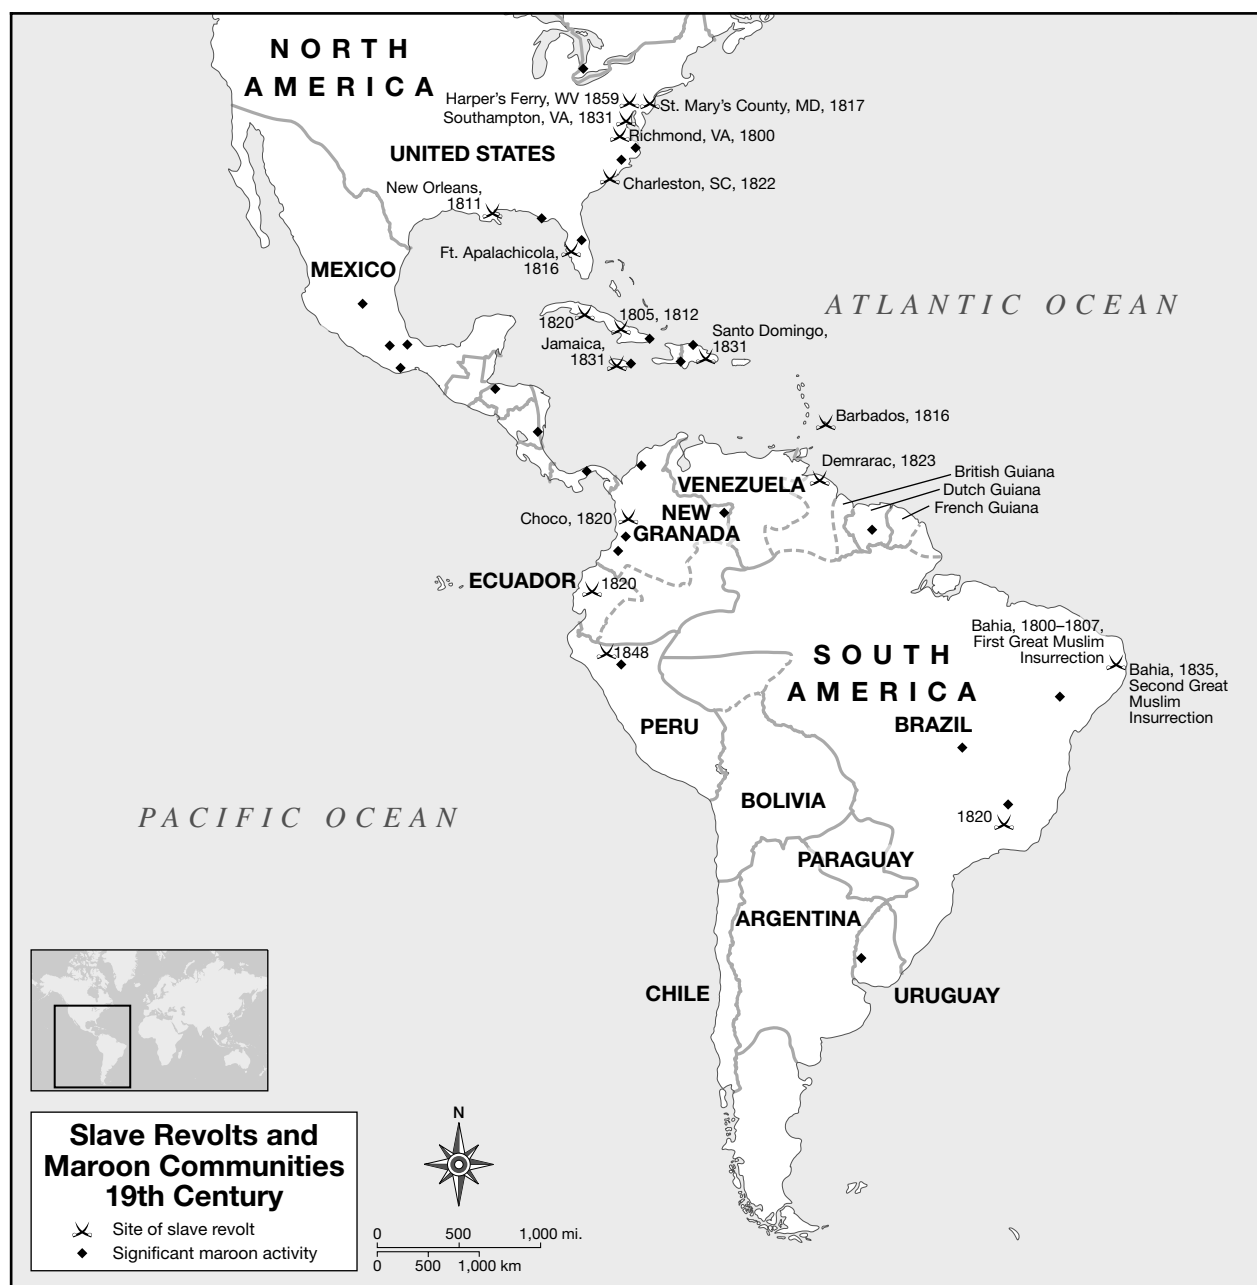 NORTH
AMERICA
Harper's Ferry, WV 1859
St. Mary's County, MD, 1817
Southampton, VA, 1831
Richmond, VA, 1800
UNITED STATES
Charleston, SC, 1822
New Orleans,
1811
Ft. Apalachicola,
1816
MEXICO
ATLANTIC OCEAN
1820
1805, 1812
Santo Domingo,
1831
Jamaica,
1831
Barbados, 1816
Demrarac, 1823
British Guiana
VENEZUELA
Dutch Guiana
French Guiana
Choco, 1820
NEW
GRANADA
ECUADOR
1820
Bahia, 1800–1807,
First Great Muslim
Insurrection
1848
SOUTH
AMERICA
Bahia, 1835,
Second Great
Muslim
Insurrection
PERU
BRAZIL
BOLIVIA
PACIFIC OCEAN
1820
PARAGUAY
ARGENTINA
CHILE
URUGUAY
Slave Revolts and
Maroon Communities
19th Century
Site of slave revolt
Significant maroon activity
N
0 500 1,000 mi.
0 500 1,000 km